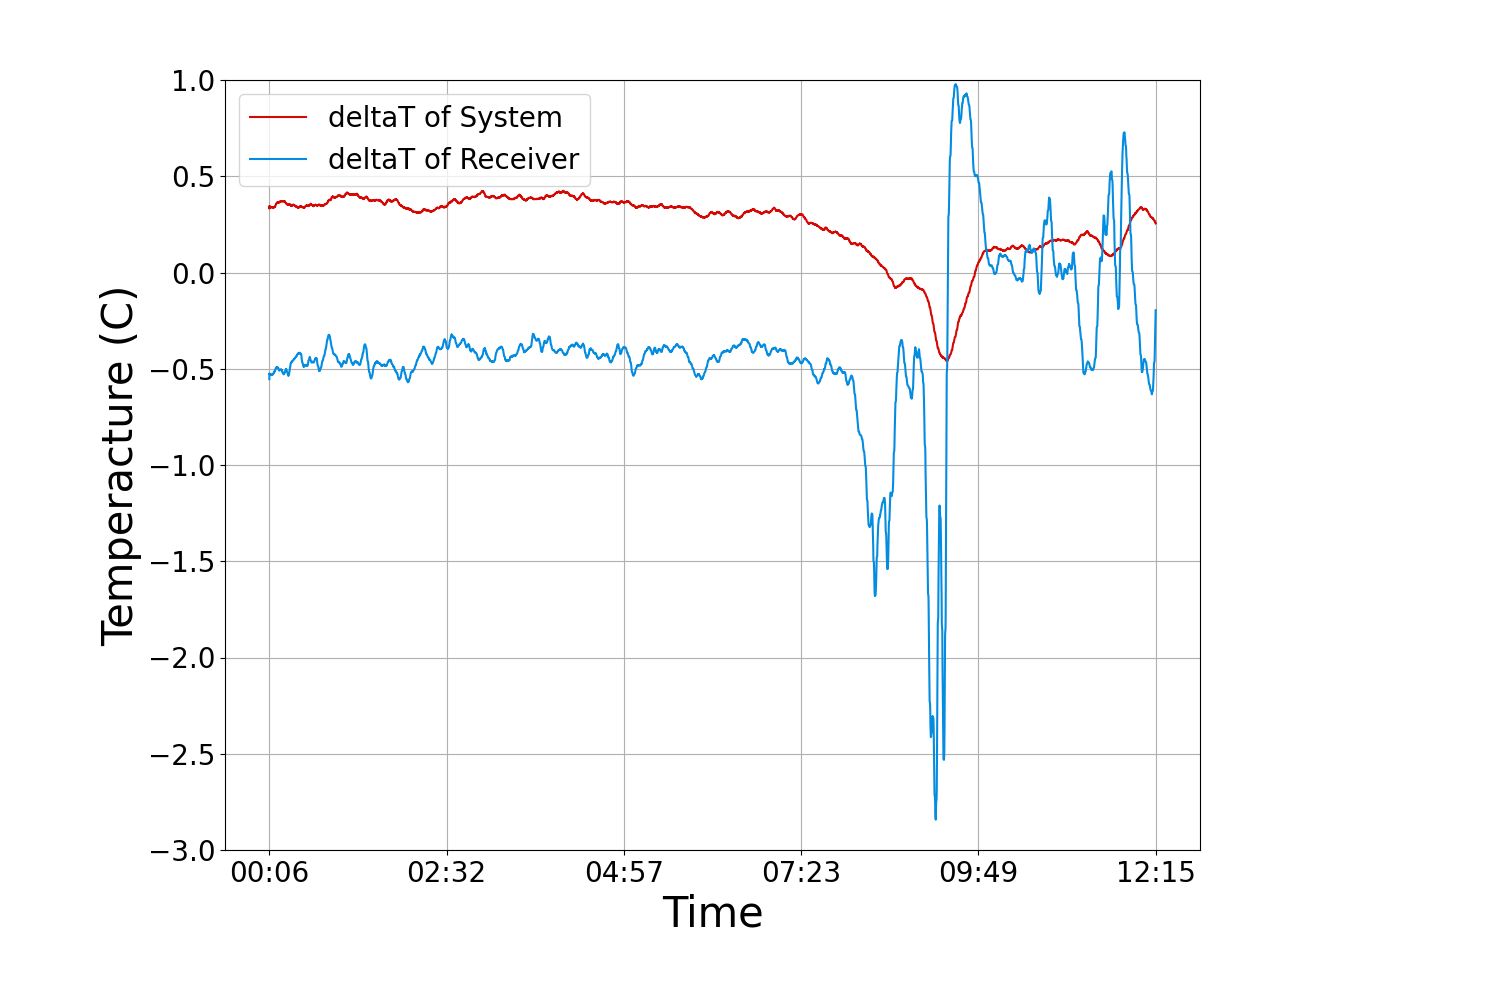 deltaT of System
deltaT of Receiver
1.0
0.5
0.0
−0.5
−1.0
−1.5
−2.0
−2.5
−3.0
Temperacture (C)
00:06 02:32 04:57 07:23 09:49 12:15
Time